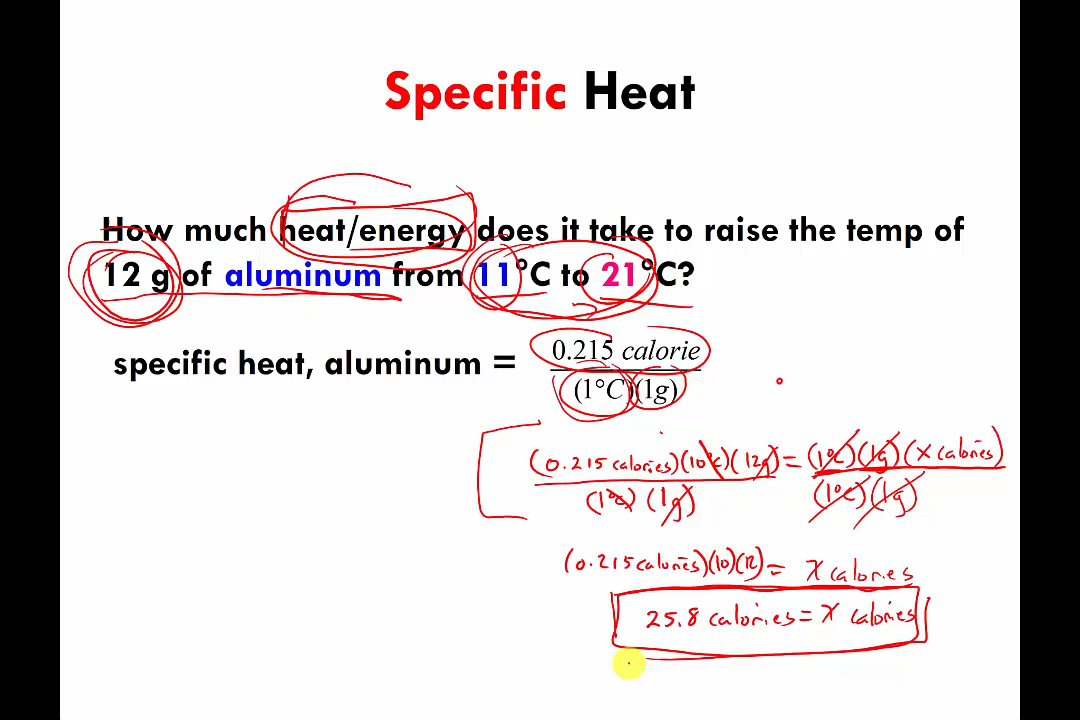 Specific Heat
How much heat/energy does it take to raise the temp of
12 g of aluminum from 11°C to 21°C?
specific heat, aluminum = 0.215 calorie
(1°C)(1g)
(0.215 calories)(10°C)(12g) = (1°C)(1g)(X calories)
(1°C) (1g) (1°C)(1g)
(0.215 calories)(10)(12) = X calories
25.8 calories = X calories